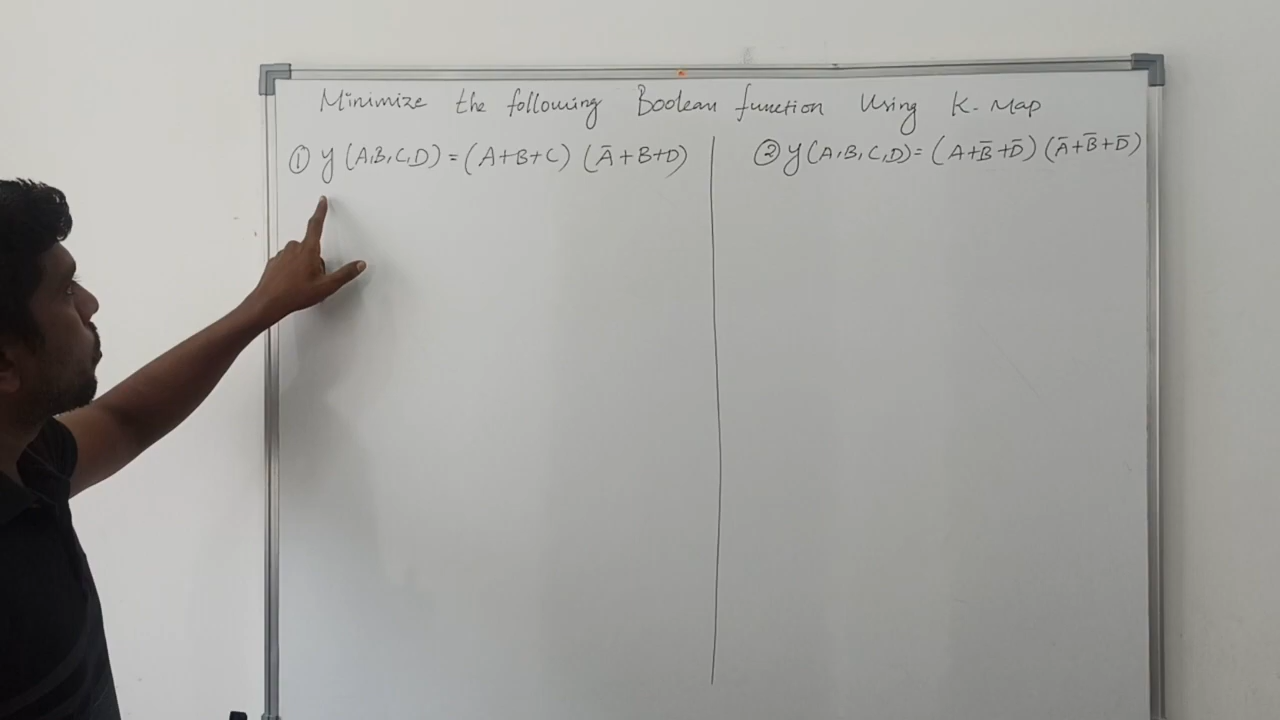 Minimize the following Boolean function Using K-Map
① Y(A,B,C,D) = (A+B+C) (A̅+B+D)
② Y(A,B,C,D) = (A+B̅+D̅) (A̅+B̅+D̅)